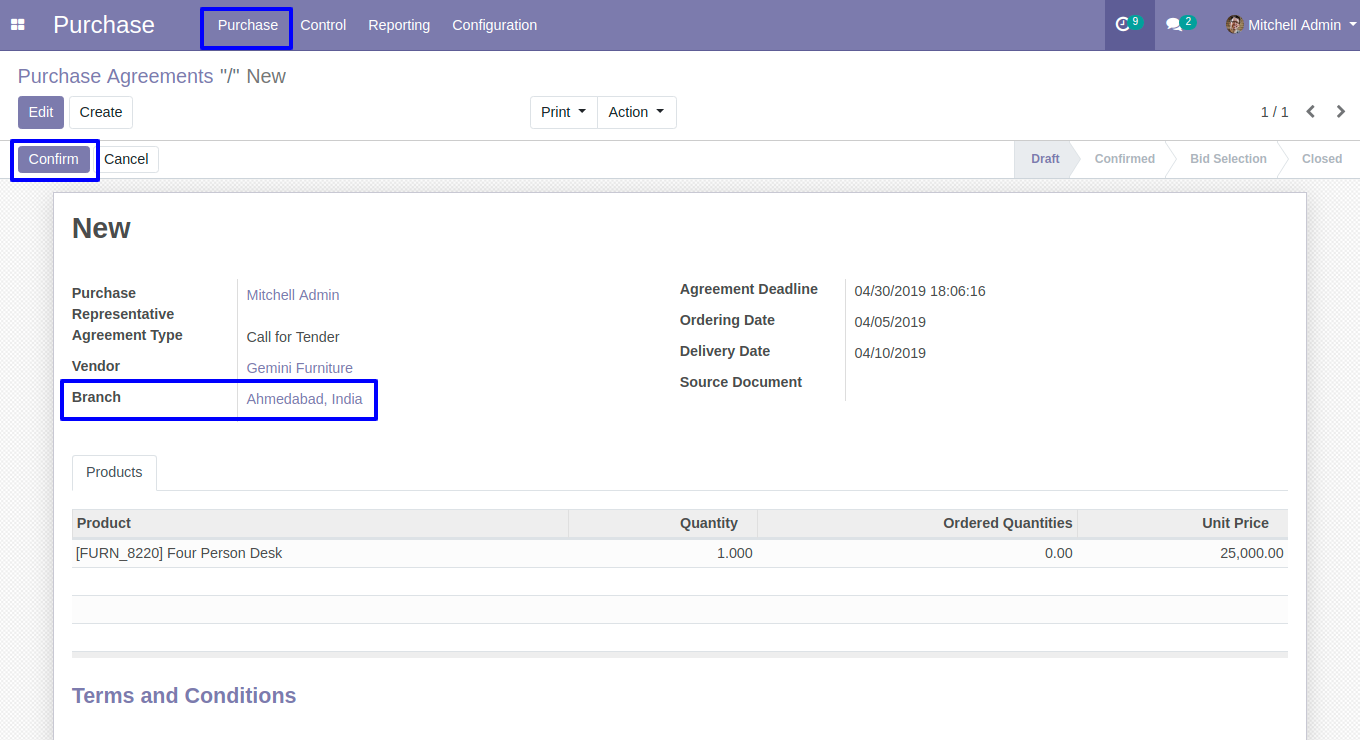 Purchase Purchase Control Reporting Configuration 9 2 Mitchell Admin
Purchase Agreements "/" New
Edit Create Print Action 1 / 1
Confirm Cancel Draft Confirmed Bid Selection Closed
New
Purchase Representative Mitchell Admin
Agreement Type Call for Tender
Vendor Gemini Furniture
Branch Ahmedabad, India
Agreement Deadline 04/30/2019 18:06:16
Ordering Date 04/05/2019
Delivery Date 04/10/2019
Source Document
Products
Product Quantity Ordered Quantities Unit Price
[FURN_8220] Four Person Desk 1.000 0.00 25,000.00
Terms and Conditions